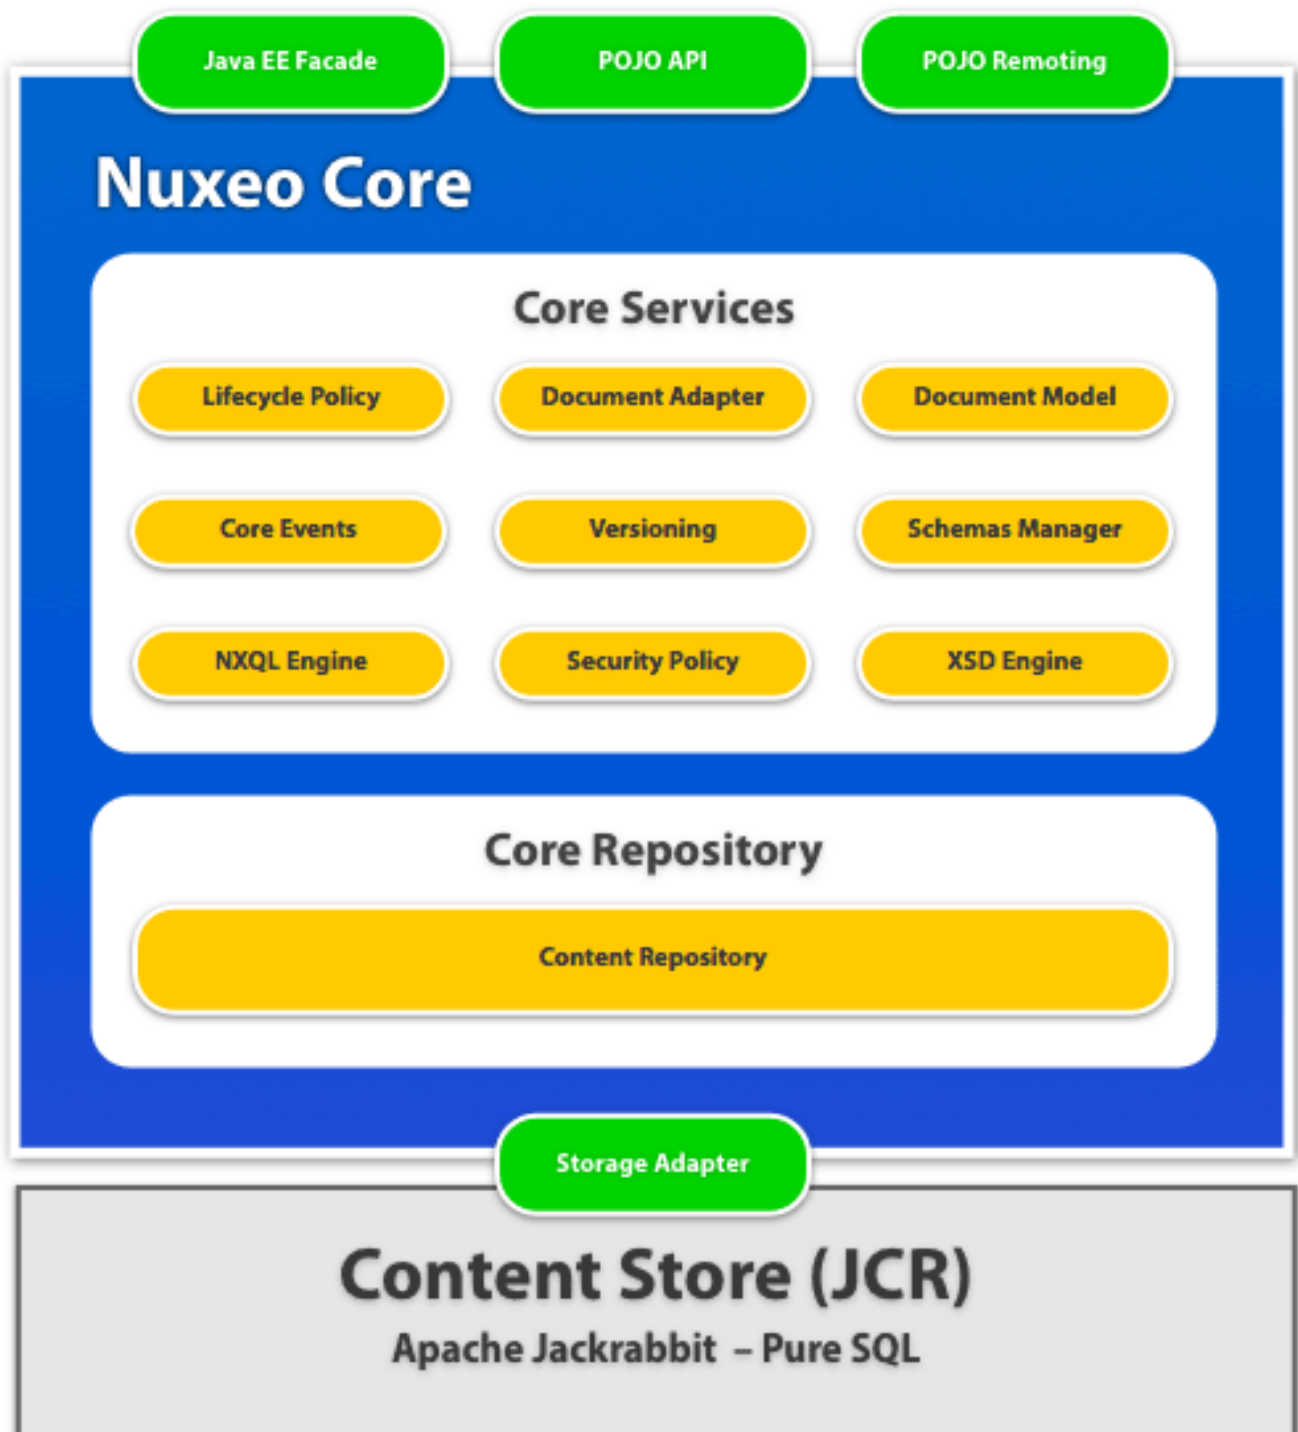 Java EE Facade
POJO API
POJO Remoting
Nuxeo Core
Core Services
Lifecycle Policy
Document Adapter
Document Model
Core Events
Versioning
Schemas Manager
NXQL Engine
Security Policy
XSD Engine
Core Repository
Content Repository
Storage Adapter
Content Store (JCR)
Apache Jackrabbit – Pure SQL